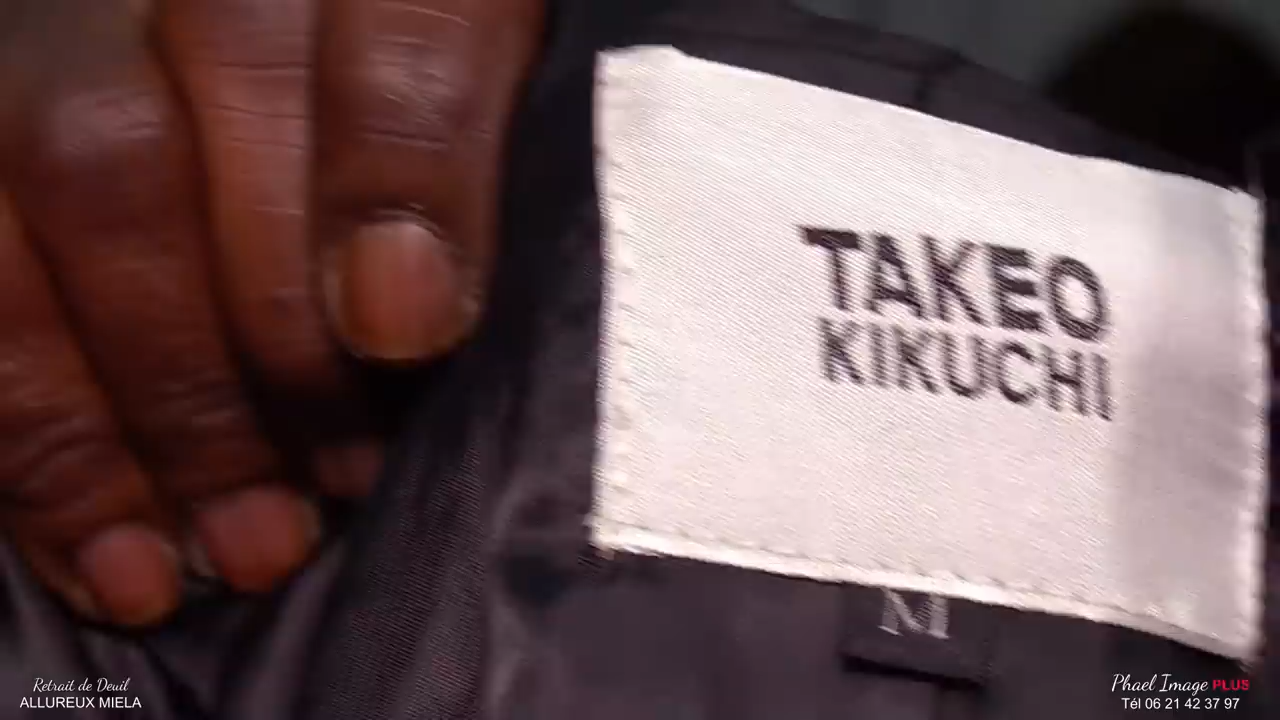 TAKEO
KIKUCHI
M
Retrait de Deuil
ALLUREUX MIELA
Phael Image PLUS
Tél 06 21 42 37 97